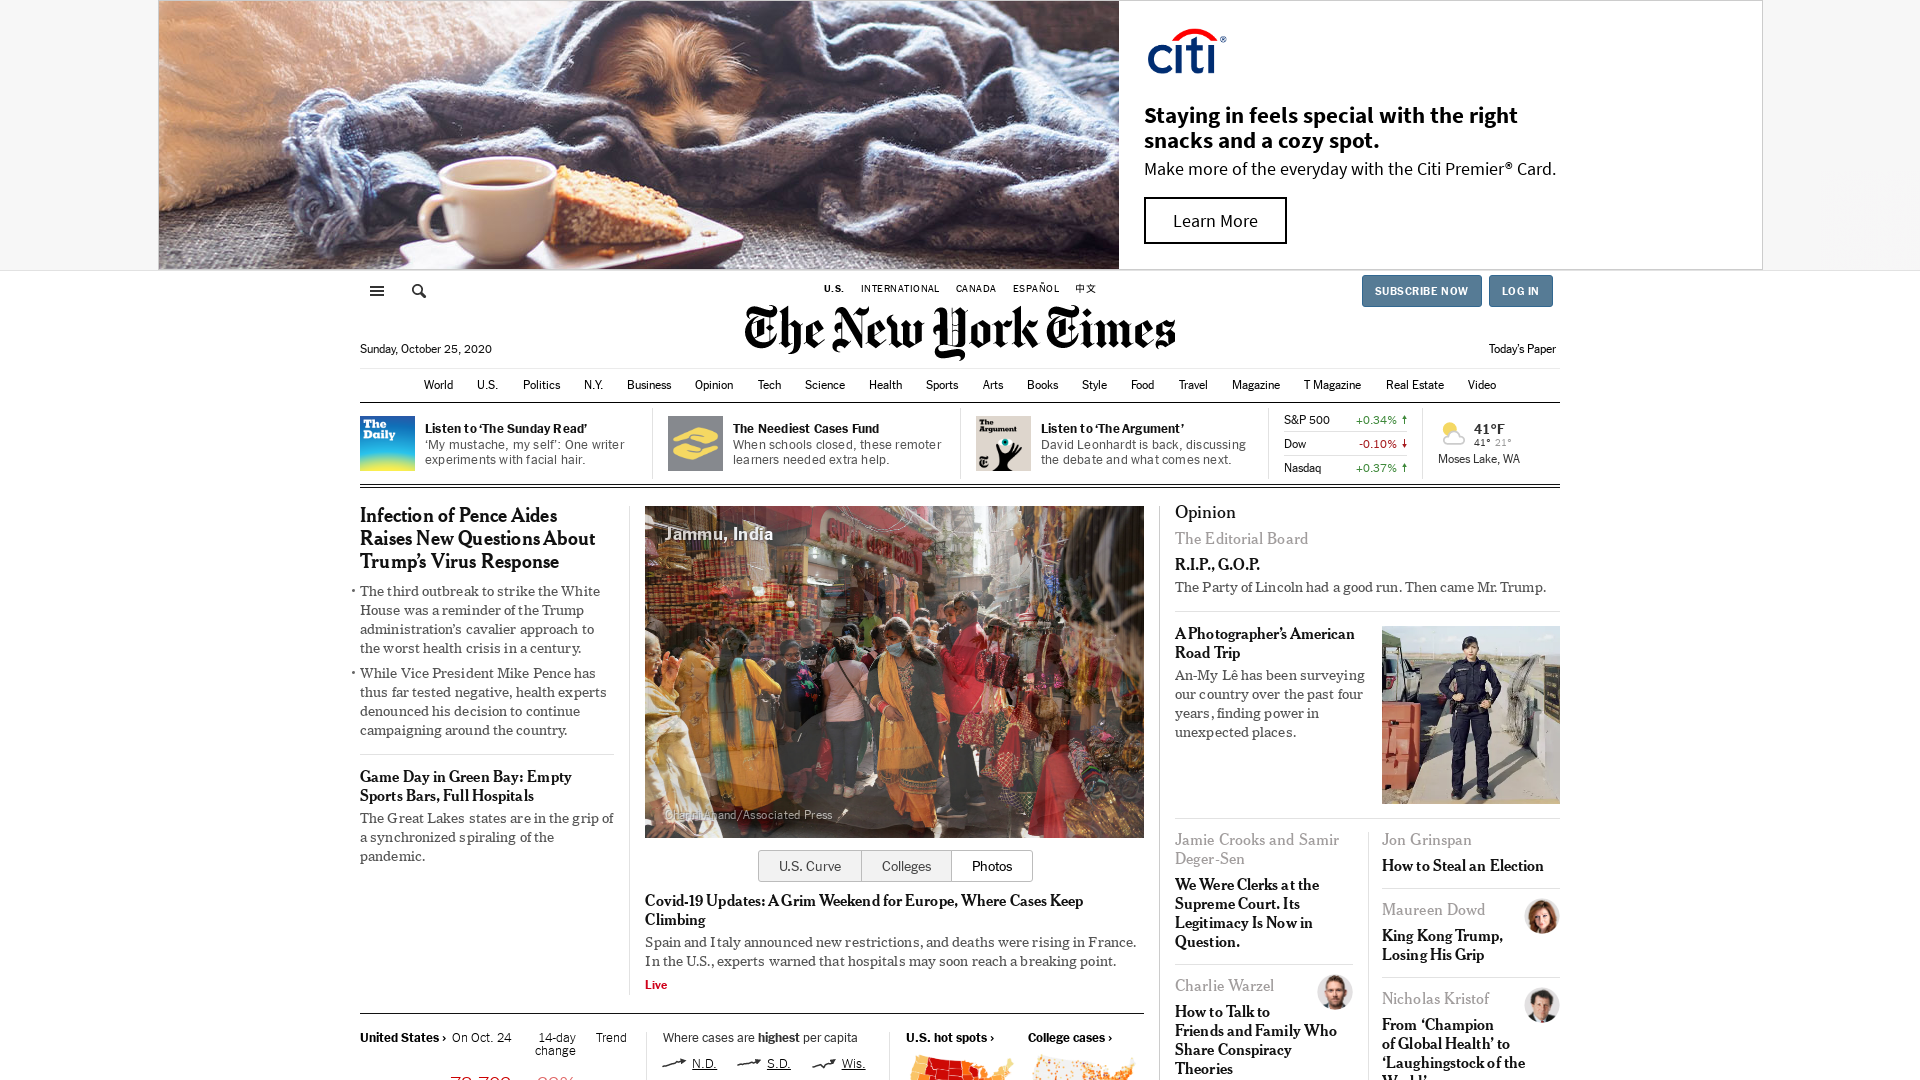 citi®
Staying in feels special with the right
snacks and a cozy spot.
Make more of the everyday with the Citi Premier® Card.
Learn More
U.S. INTERNATIONAL CANADA ESPAÑOL 中文
SUBSCRIBE NOW LOG IN
The New York Times
Sunday, October 25, 2020
Today's Paper
World U.S. Politics N.Y. Business Opinion Tech Science Health Sports Arts Books Style Food Travel Magazine T Magazine Real Estate Video
The
Daily
Listen to ‘The Sunday Read’
‘My mustache, my self’: One writer
experiments with facial hair.
The Neediest Cases Fund
When schools closed, these remoter
learners needed extra help.
The
Argument
Listen to ‘The Argument’
David Leonhardt is back, discussing
the debate and what comes next.
S&P 500 +0.34%
Dow -0.10%
Nasdaq +0.37%
41°F
41° 21°
Moses Lake, WA
Infection of Pence Aides
Raises New Questions About
Trump’s Virus Response
• The third outbreak to strike the White
House was a reminder of the Trump
administration’s cavalier approach to
the worst health crisis in a century.
• While Vice President Mike Pence has
thus far tested negative, health experts
denounced his decision to continue
campaigning around the country.
Game Day in Green Bay: Empty
Sports Bars, Full Hospitals
The Great Lakes states are in the grip of
a synchronized spiraling of the
pandemic.
Jammu, India
Channi Anand/Associated Press
U.S. Curve Colleges Photos
Covid-19 Updates: A Grim Weekend for Europe, Where Cases Keep
Climbing
Spain and Italy announced new restrictions, and deaths were rising in France.
In the U.S., experts warned that hospitals may soon reach a breaking point.
Live
United States › On Oct. 24 14-day
change Trend
Where cases are highest per capita
N.D. S.D. Wis.
U.S. hot spots › College cases ›
Opinion
The Editorial Board
R.I.P., G.O.P.
The Party of Lincoln had a good run. Then came Mr. Trump.
A Photographer’s American
Road Trip
An-My Lê has been surveying
our country over the past four
years, finding power in
unexpected places.
Jamie Crooks and Samir
Deger-Sen
We Were Clerks at the
Supreme Court. Its
Legitimacy Is Now in
Question.
Charlie Warzel
How to Talk to
Friends and Family Who
Share Conspiracy
Theories
Jon Grinspan
How to Steal an Election
Maureen Dowd
King Kong Trump,
Losing His Grip
Nicholas Kristof
From ‘Champion
of Global Health’ to
‘Laughingstock of the
World’